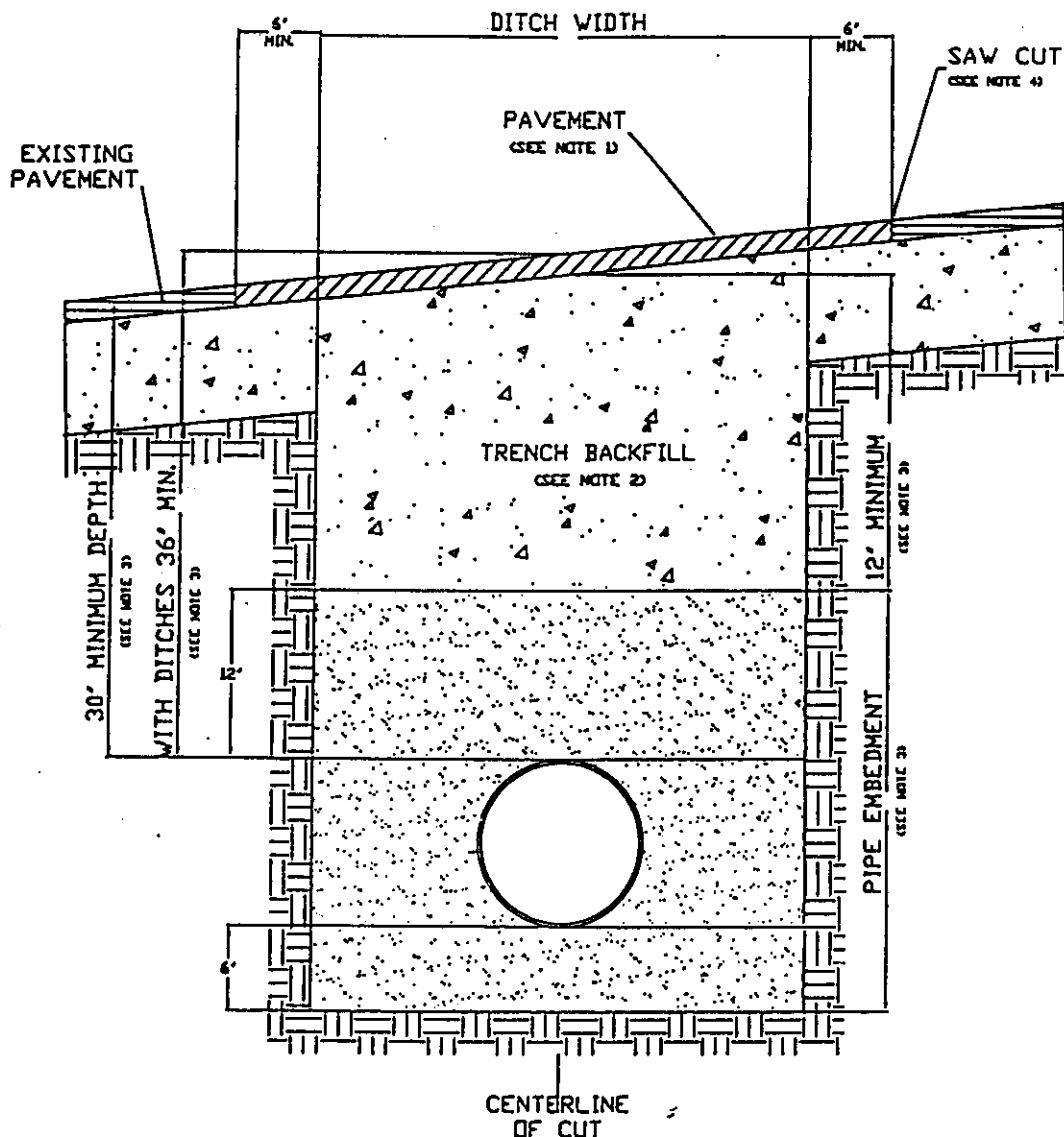 6'
MIN.
DITCH WIDTH
6'
MIN.
SAW CUT
(SEE NOTE 4)
PAVEMENT
(SEE NOTE 1)
EXISTING
PAVEMENT
TRENCH BACKFILL
(SEE NOTE 2)
30' MINIMUM DEPTH
(SEE NOTE 3)
WITH DITCHES 36' MIN.
(SEE NOTE 3)
12' MINIMUM
(SEE NOTE 3)
12'
PIPE EMBEDMENT
(SEE NOTE 3)
6'
CENTERLINE
OF CUT